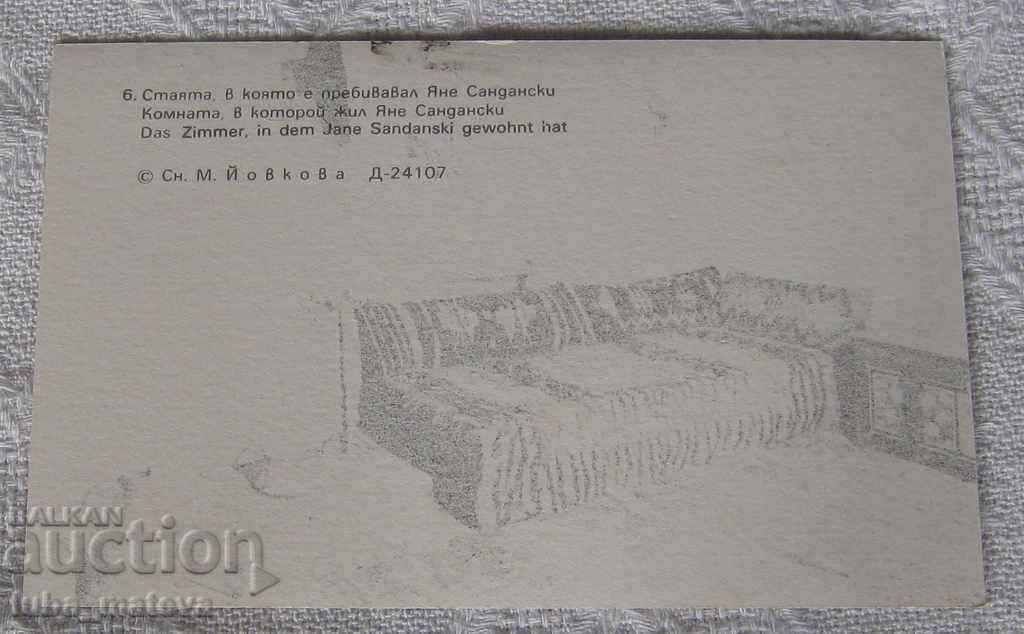 6. Стаята, в която е пребивавал Яне Сандански
Комната, в которой жил Яне Сандански
Das Zimmer, in dem Jane Sandanski gewohnt hat
© Сн. М. Йовкова Д-24107
BALKAN
auction
luba_mateva